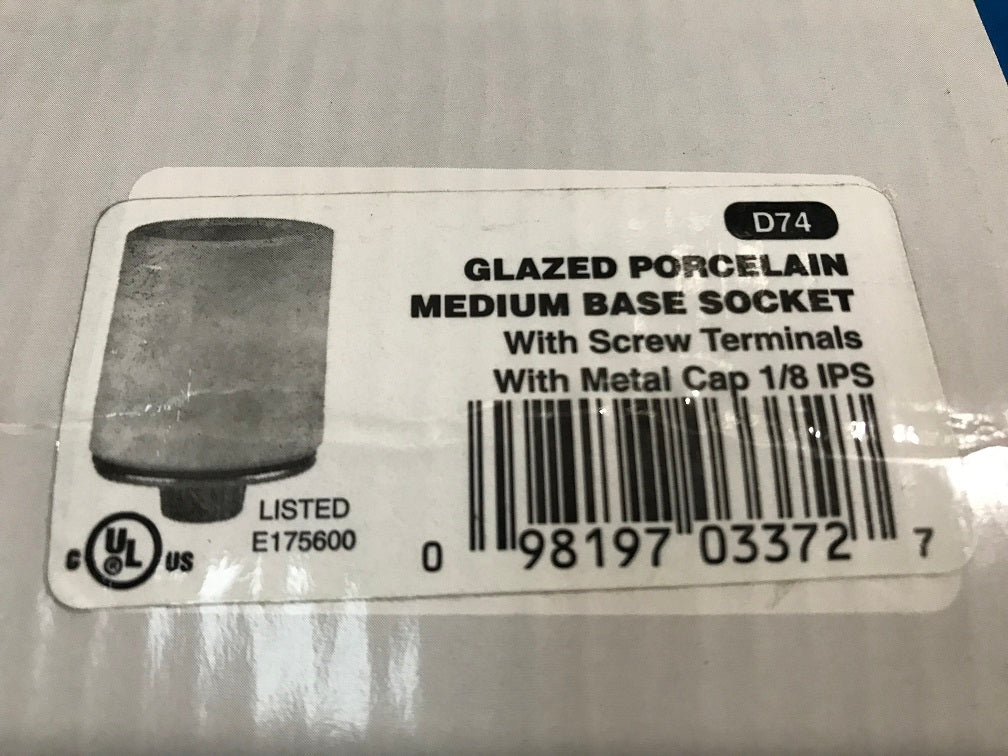 D74
GLAZED PORCELAIN
MEDIUM BASE SOCKET
With Screw Terminals
With Metal Cap 1/8 IPS
LISTED
E175600
C UL ® US
0 98197 03372 7